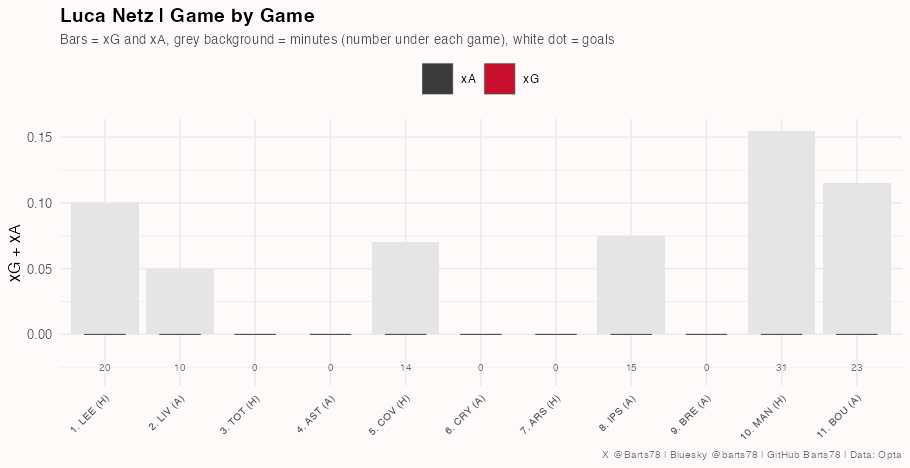 Luca Netz | Game by Game
Bars = xG and xA, grey background = minutes (number under each game), white dot = goals
xA xG
xG + xA
0.15
0.10
0.05
0.00
20 10 0 0 14 0 0 15 0 31 23
1. LEE (H) 2. LIV (A) 3. TOT (H) 4. AST (A) 5. COV (H) 6. CRY (A) 7. ARS (H) 8. IPS (A) 9. BRE (A) 10. MAN (H) 11. BOU (A)
X @Barts78 | Bluesky @barts78 | GitHub Barts78 | Data: Opta